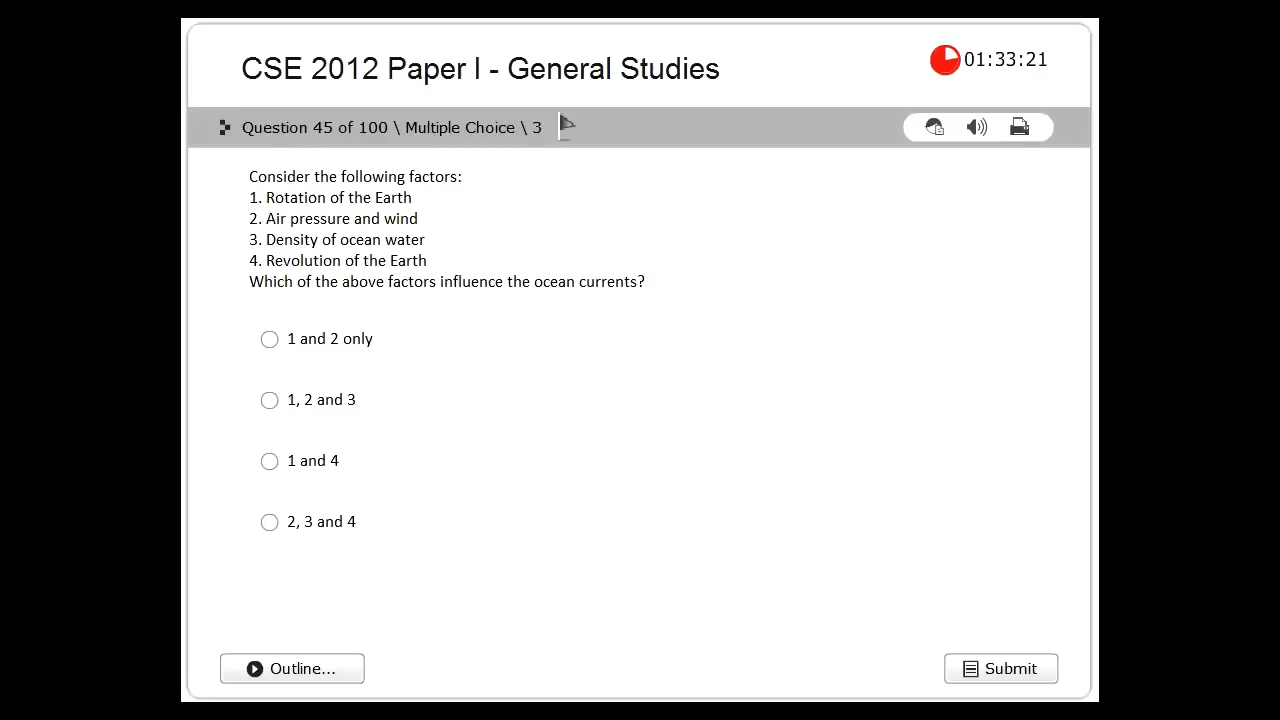 CSE 2012 Paper I - General Studies
01:33:21
Question 45 of 100 \ Multiple Choice \ 3
Consider the following factors:
1. Rotation of the Earth
2. Air pressure and wind
3. Density of ocean water
4. Revolution of the Earth
Which of the above factors influence the ocean currents?
1 and 2 only
1, 2 and 3
1 and 4
2, 3 and 4
Outline...
Submit